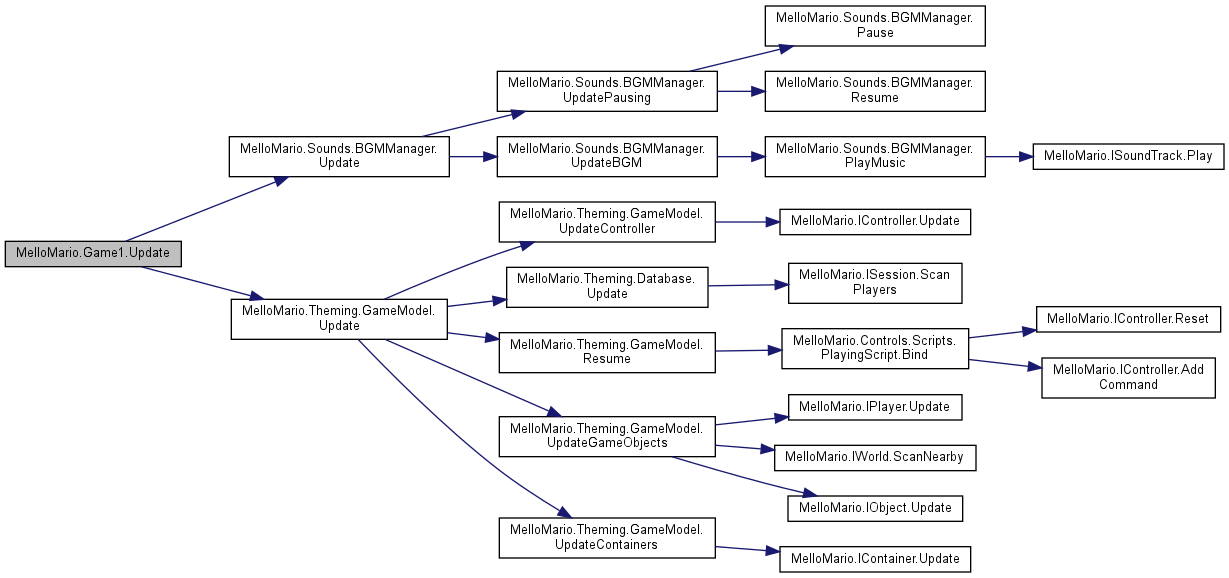 MelloMario.Sounds.BGMManager.
Pause
MelloMario.Sounds.BGMManager.
UpdatePausing
MelloMario.Sounds.BGMManager.
Resume
MelloMario.Sounds.BGMManager.
Update
MelloMario.Sounds.BGMManager.
UpdateBGM
MelloMario.Sounds.BGMManager.
PlayMusic
MelloMario.ISoundTrack.Play
MelloMario.Game1.Update
MelloMario.Theming.GameModel.
UpdateController
MelloMario.IController.Update
MelloMario.Theming.Database.
Update
MelloMario.ISession.Scan
Players
MelloMario.Theming.GameModel.
Update
MelloMario.Theming.GameModel.
Resume
MelloMario.Controls.Scripts.
PlayingScript.Bind
MelloMario.IController.Reset
MelloMario.IController.Add
Command
MelloMario.Theming.GameModel.
UpdateGameObjects
MelloMario.IPlayer.Update
MelloMario.IWorld.ScanNearby
MelloMario.IObject.Update
MelloMario.Theming.GameModel.
UpdateContainers
MelloMario.IContainer.Update